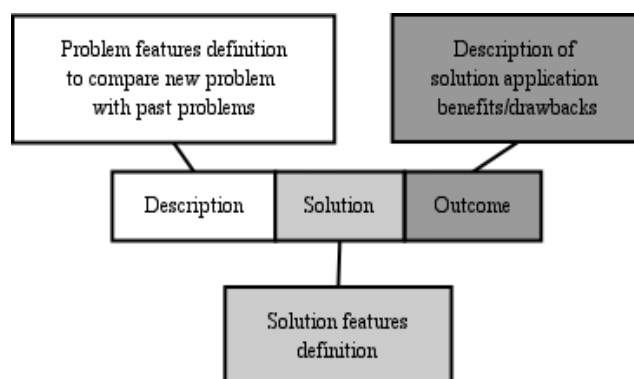 Problem features definition
to compare new problem
with past problems
Description of
solution application
benefits/drawbacks
Description
Solution
Outcome
Solution features
definition